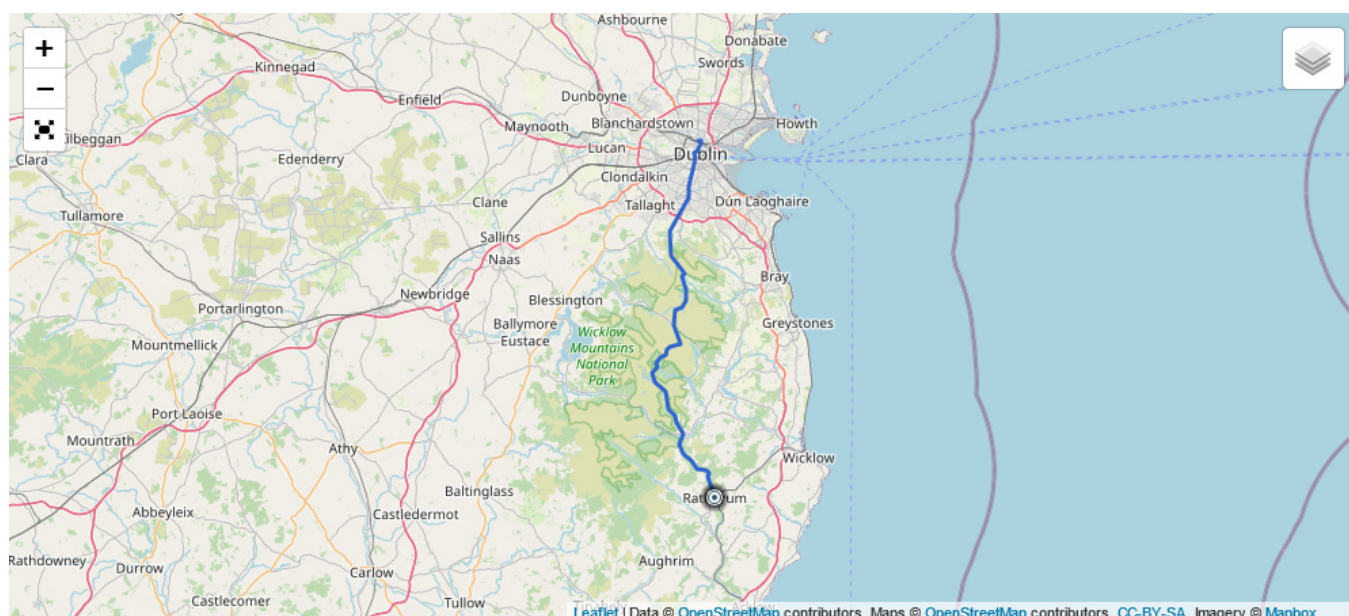 Ashbourne
Donabate
Swords
+
Kinnegad
Dunboyne
Enfield
−
Blanchardstown
Howth
Maynooth
Kilbeggan
Lucan
Dublin
Clara
Edenderry
Clondalkin
Clane
Tallaght
Dún Laoghaire
Tullamore
Sallins
Naas
Bray
Newbridge
Blessington
Portarlington
Ballymore
Eustace
Greystones
Wicklow
Mountains
National
Park
Mountmellick
Port Laoise
Mountrath
Athy
Wicklow
Baltinglass
Abbeyleix
Castledermot
Rathdowney
Aughrim
Durrow
Carlow
Castlecomer
Tullow
Leaflet | Data © OpenStreetMap contributors, Maps © OpenStreetMap contributors, CC-BY-SA, Imagery © Mapbox